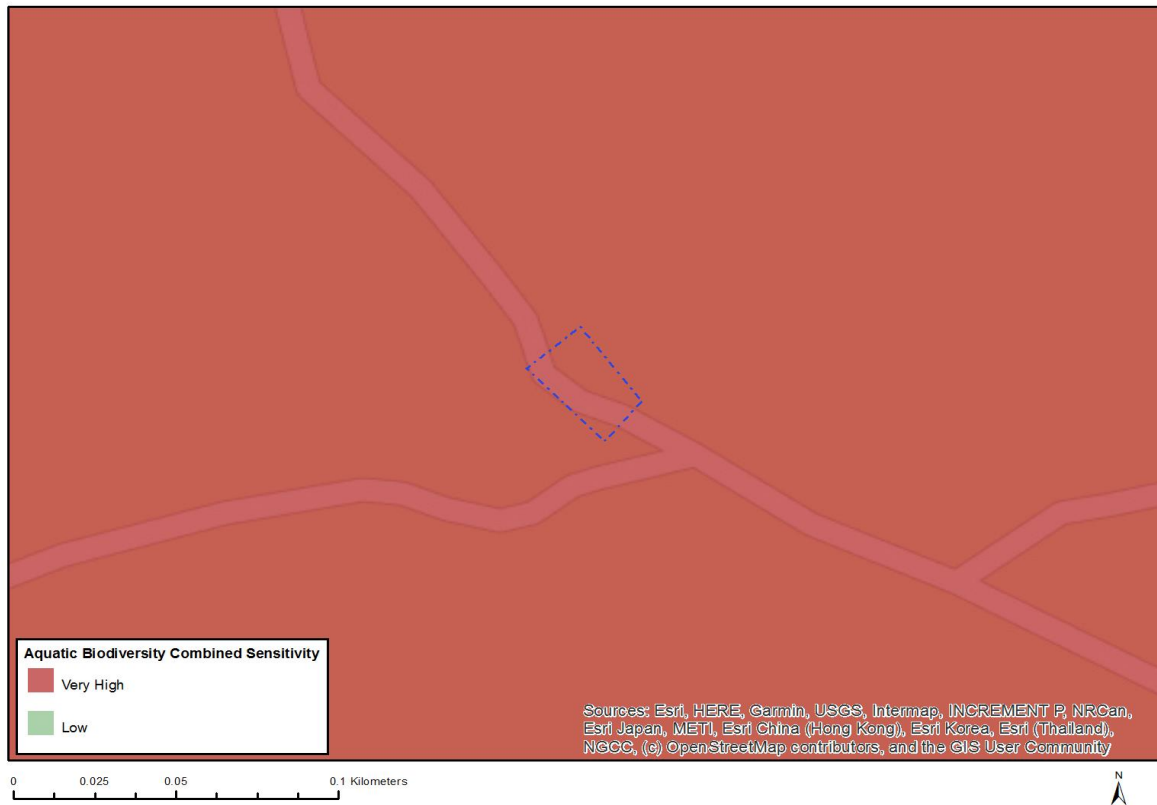 Aquatic Biodiversity Combined Sensitivity
Very High
Low
Sources: Esri, HERE, Garmin, USGS, Intermap, INCREMENT P, NRCan,
Esri Japan, METI, Esri China (Hong Kong), Esri Korea, Esri (Thailand),
NGCC, (c) OpenStreetMap contributors, and the GIS User Community
0 0.025 0.05 0.1 Kilometers
N